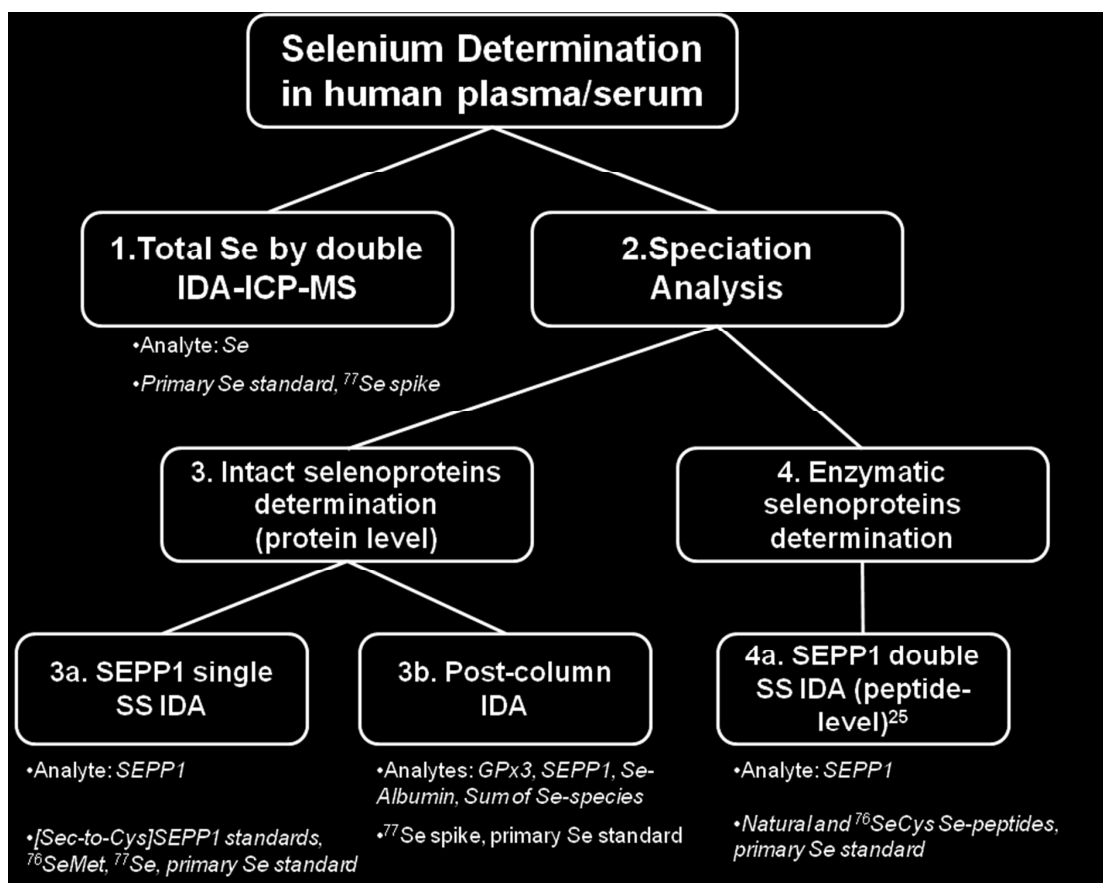 Selenium Determination
in human plasma/serum
1.Total Se by double
IDA-ICP-MS
•Analyte: Se
•Primary Se standard, ⁷⁷Se spike
2.Speciation
Analysis
3. Intact selenoproteins
determination
(protein level)
4. Enzymatic
selenoproteins
determination
3a. SEPP1 single
SS IDA
•Analyte: SEPP1
•[Sec-to-Cys]SEPP1 standards,
⁷⁶SeMet, ⁷⁷Se, primary Se standard
3b. Post-column
IDA
•Analytes: GPx3, SEPP1, Se-
Albumin, Sum of Se-species
•⁷⁷Se spike, primary Se standard
4a. SEPP1 double
SS IDA (peptide-
level)²⁵
•Analyte: SEPP1
•Natural and ⁷⁶SeCys Se-peptides,
primary Se standard